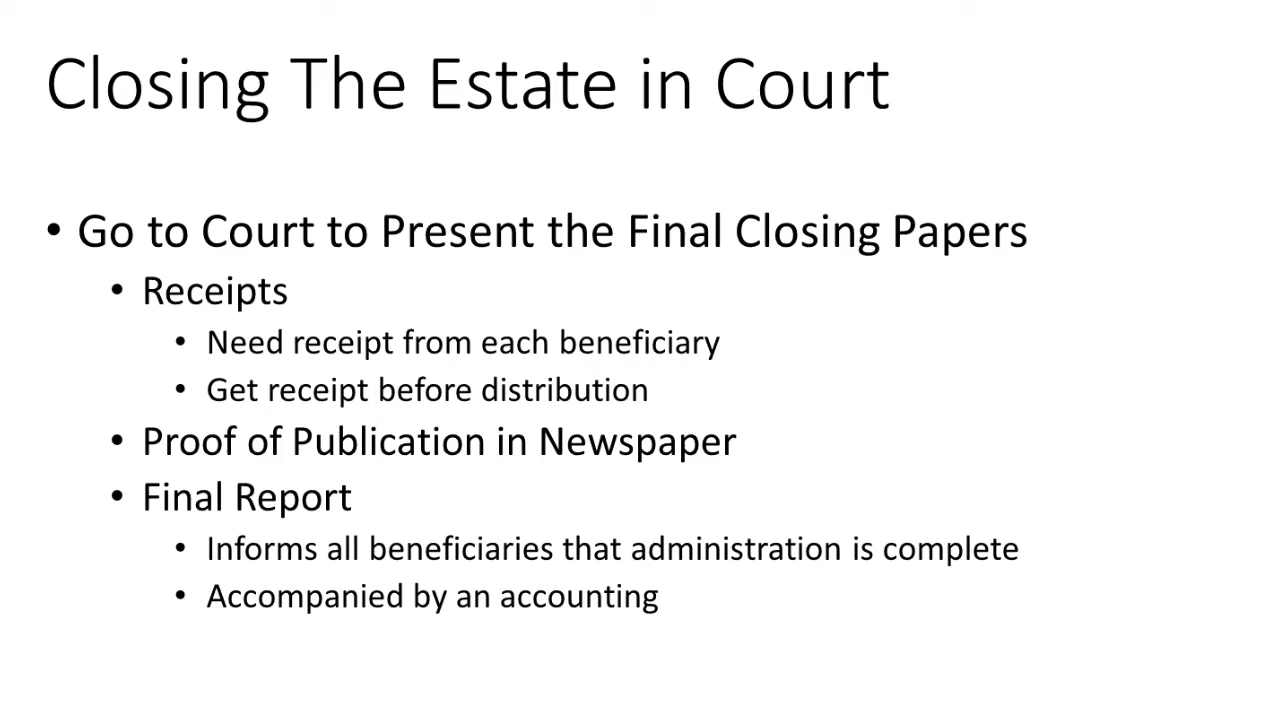 Closing The Estate in Court
• Go to Court to Present the Final Closing Papers
• Receipts
• Need receipt from each beneficiary
• Get receipt before distribution
• Proof of Publication in Newspaper
• Final Report
• Informs all beneficiaries that administration is complete
• Accompanied by an accounting